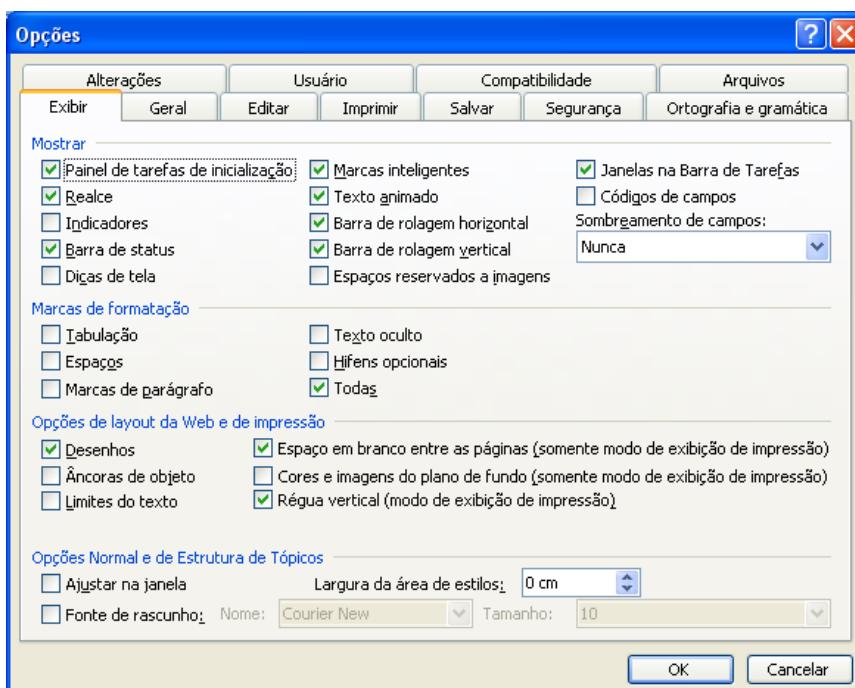 Opções
Alterações Usuário Compatibilidade Arquivos
Exibir Geral Editar Imprimir Salvar Segurança Ortografia e gramática
Mostrar
Painel de tarefas de inicialização Marcas inteligentes Janelas na Barra de Tarefas
Realce Texto animado Códigos de campos
Indicadores Barra de rolagem horizontal Sombreamento de campos:
Barra de status Barra de rolagem vertical Nunca
Dicas de tela Espaços reservados a imagens
Marcas de formatação
Tabulação Texto oculto
Espaços Hifens opcionais
Marcas de parágrafo Todas
Opções de layout da Web e de impressão
Desenhos Espaço em branco entre as páginas (somente modo de exibição de impressão)
Âncoras de objeto Cores e imagens do plano de fundo (somente modo de exibição de impressão)
Limites do texto Régua vertical (modo de exibição de impressão)
Opções Normal e de Estrutura de Tópicos
Ajustar na janela Largura da área de estilos: 0 cm
Fonte de rascunho: Nome: Courier New Tamanho: 10
OK Cancelar